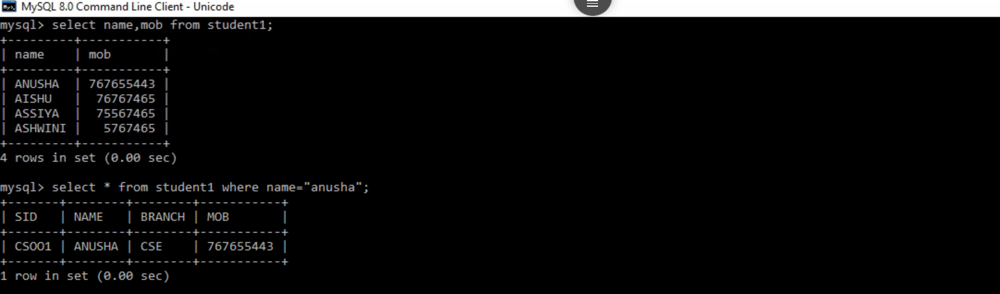 MySQL 8.0 Command Line Client - Unicode
mysql> select name,mob from student1;
+---------+-----------+
| name    | mob       |
+---------+-----------+
| ANUSHA  | 767655443 |
| AISHU   |  76767465 |
| ASSIYA  |  75567465 |
| ASHWINI |   5767465 |
+---------+-----------+
4 rows in set (0.00 sec)
mysql> select * from student1 where name="anusha";
+-------+--------+--------+-----------+
| SID   | NAME   | BRANCH | MOB       |
+-------+--------+--------+-----------+
| CSOO1 | ANUSHA | CSE    | 767655443 |
+-------+--------+--------+-----------+
1 row in set (0.00 sec)